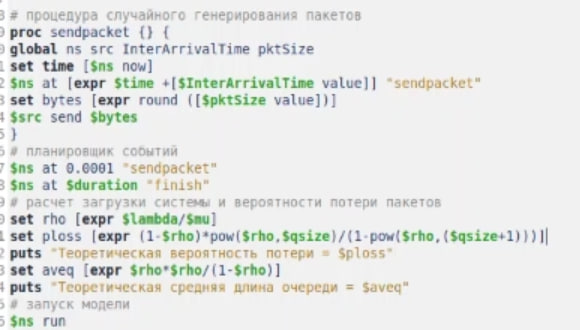 # процедура случайного генерирования пакетов
proc sendpacket {} {
global ns src InterArrivalTime pktSize
set time [$ns now]
$ns at [expr $time +[$InterArrivalTime value]] "sendpacket"
set bytes [expr round ([$pktSize value])]
$src send $bytes
}
# планировщик событий
$ns at 0.0001 "sendpacket"
$ns at $duration "finish"
# расчет загрузки системы и вероятности потери пакетов
set rho [expr $lambda/$mu]
set ploss [expr (1-$rho)*pow($rho,$qsize)/(1-pow($rho,($qsize+1)))]
puts "Теоретическая вероятность потери = $ploss"
set aveq [expr $rho*$rho/(1-$rho)]
puts "Теоретическая средняя длина очереди = $aveq"
# запуск модели
$ns run